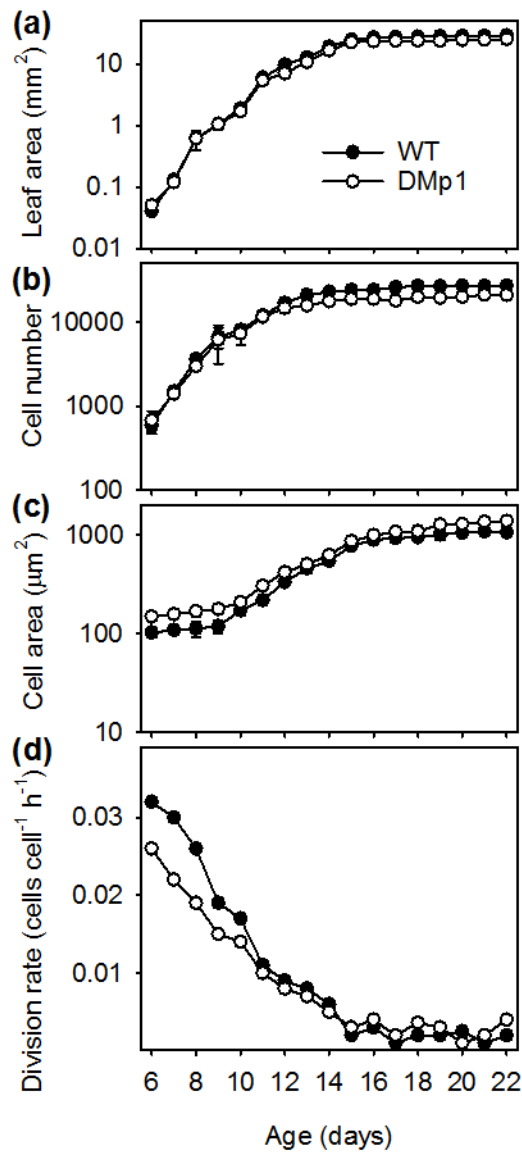 (a)
Leaf area (mm²)
10
1
0.1
0.01
WT
DMp1
(b)
Cell number
10000
1000
100
(c)
Cell area (µm²)
1000
100
10
(d)
Division rate (cells cell⁻¹ h⁻¹)
0.03
0.02
0.01
6 8 10 12 14 16 18 20 22
Age (days)